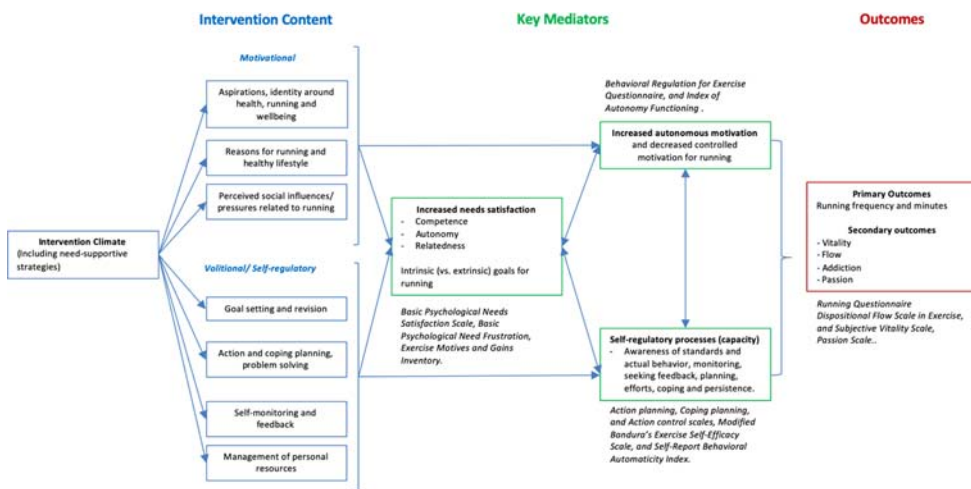 Intervention Content
Key Mediators
Outcomes
Motivational
Aspirations, identity around
health, running and
wellbeing
Reasons for running and
healthy lifestyle
Perceived social influences/
pressures related to running
Intervention Climate
(Including need-supportive
strategies)
Volitional/ Self-regulatory
Goal setting and revision
Action and coping planning,
problem solving
Self-monitoring and
feedback
Management of personal
resources
Increased needs satisfaction
- Competence
- Autonomy
- Relatedness
Intrinsic (vs. extrinsic) goals for
running
Basic Psychological Needs
Satisfaction Scale, Basic
Psychological Need Frustration,
Exercise Motives and Gains
Inventory.
Behavioral Regulation for Exercise
Questionnaire, and Index of
Autonomy Functioning .
Increased autonomous motivation
and decreased controlled
motivation for running
Self-regulatory processes (capacity)
- Awareness of standards and
actual behavior, monitoring,
seeking feedback, planning,
efforts, coping and persistence.
Action planning, Coping planning,
and Action control scales, Modified
Bandura's Exercise Self-Efficacy
Scale, and Self-Report Behavioral
Automaticity Index.
Primary Outcomes
Running frequency and minutes
Secondary outcomes
- Vitality
- Flow
- Addiction
- Passion
Running Questionnaire
Dispositional Flow Scale in Exercise,
and Subjective Vitality Scale,
Passion Scale..